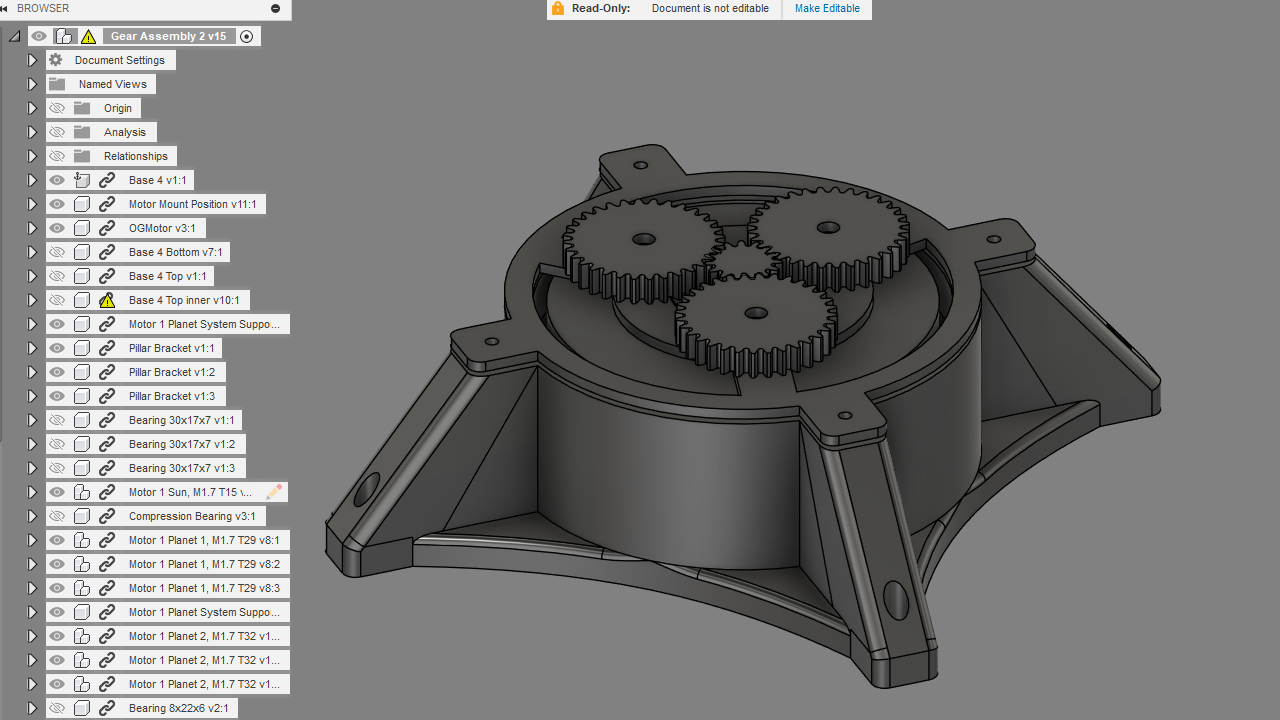 BROWSER
Read-Only: Document is not editable Make Editable
Gear Assembly 2 v15
Document Settings
Named Views
Origin
Analysis
Relationships
Base 4 v1:1
Motor Mount Position v11:1
OGMotor v3:1
Base 4 Bottom v7:1
Base 4 Top v1:1
Base 4 Top inner v10:1
Motor 1 Planet System Suppo...
Pillar Bracket v1:1
Pillar Bracket v1:2
Pillar Bracket v1:3
Bearing 30x17x7 v1:1
Bearing 30x17x7 v1:2
Bearing 30x17x7 v1:3
Motor 1 Sun, M1.7 T15 v...
Compression Bearing v3:1
Motor 1 Planet 1, M1.7 T29 v8:1
Motor 1 Planet 1, M1.7 T29 v8:2
Motor 1 Planet 1, M1.7 T29 v8:3
Motor 1 Planet System Suppo...
Motor 1 Planet 2, M1.7 T32 v1...
Motor 1 Planet 2, M1.7 T32 v1...
Motor 1 Planet 2, M1.7 T32 v1...
Bearing 8x22x6 v2:1